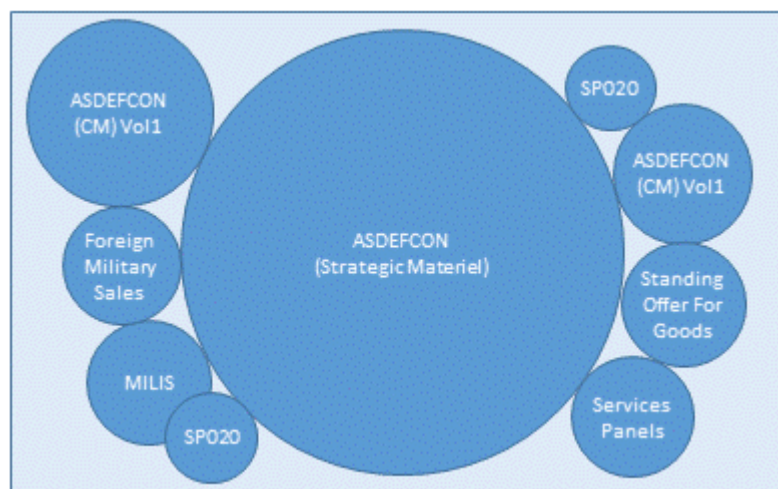 ASDEFCON
(CM) Vol1
Foreign
Military
Sales
MILIS
SP020
ASDEFCON
(Strategic Materiel)
SP020
ASDEFCON
(CM) Vol1
Standing
Offer For
Goods
Services
Panels